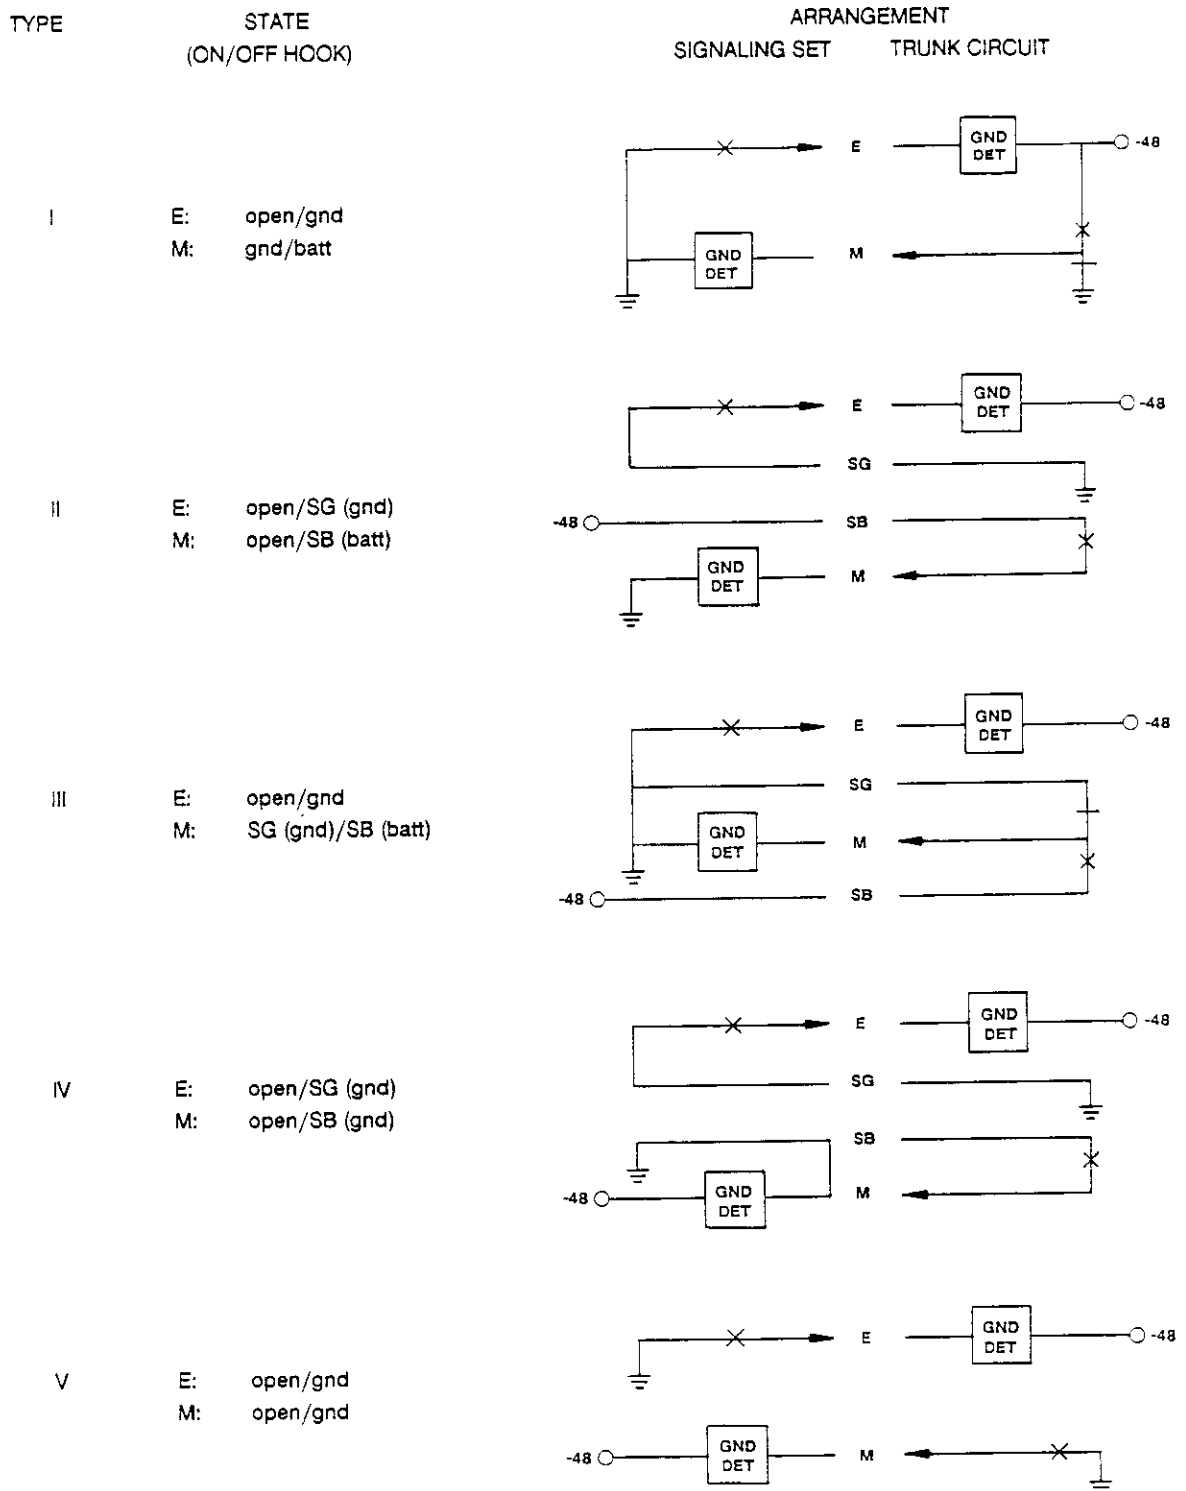 TYPE STATE ARRANGEMENT
(ON/OFF HOOK) SIGNALING SET TRUNK CIRCUIT
E GND DET -48
I E: open/gnd
M: gnd/batt GND DET M
E GND DET -48
SG
II E: open/SG (gnd) -48 SB
M: open/SB (batt) GND DET M
E GND DET -48
SG
III E: open/gnd
M: SG (gnd)/SB (batt) GND DET M
-48 SB
E GND DET -48
IV E: open/SG (gnd) SG
M: open/SB (gnd) SB
-48 GND DET M
E GND DET -48
V E: open/gnd
M: open/gnd
-48 GND DET M